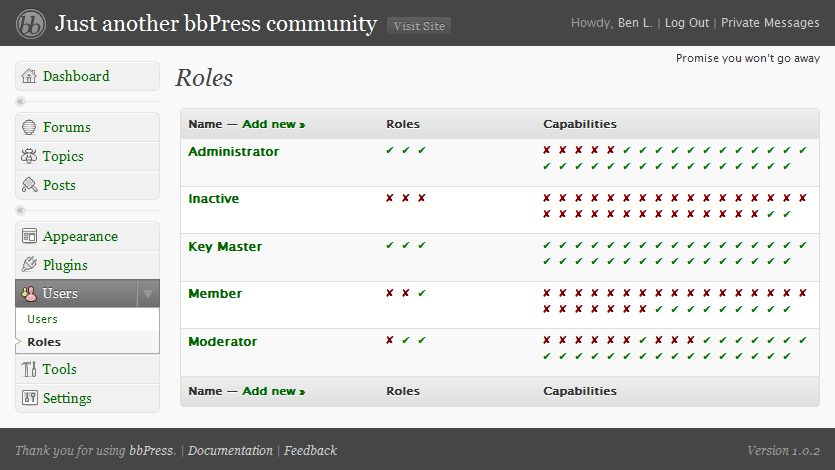 bb Just another bbPress community Visit Site Howdy, Ben L. | Log Out | Private Messages
Promise you won't go away
Dashboard
Forums
Topics
Posts
Appearance
Plugins
Users
Users
Roles
Tools
Settings
Roles
Name — Add new » Roles Capabilities
Administrator ✔ ✔ ✔ ✘ ✘ ✘ ✘ ✘ ✔ ✔ ✔ ✔ ✔ ✔ ✔ ✔ ✔ ✔ ✔ ✔
✔ ✔ ✔ ✔ ✔ ✔ ✔ ✔ ✔ ✔ ✔ ✔ ✔ ✔ ✔ ✔
Inactive ✘ ✘ ✘ ✘ ✘ ✘ ✘ ✘ ✘ ✘ ✘ ✘ ✘ ✘ ✘ ✘ ✘ ✘ ✘ ✘
✘ ✘ ✘ ✘ ✘ ✘ ✘ ✘ ✘ ✘ ✘ ✘ ✘ ✘ ✔ ✔
Key Master ✔ ✔ ✔ ✔ ✔ ✔ ✔ ✔ ✔ ✔ ✔ ✔ ✔ ✔ ✔ ✔ ✔ ✔ ✔ ✔
✔ ✔ ✔ ✔ ✔ ✔ ✔ ✔ ✔ ✔ ✔ ✔ ✔ ✔ ✔ ✔
Member ✘ ✘ ✔ ✘ ✘ ✘ ✘ ✘ ✘ ✘ ✘ ✘ ✘ ✘ ✘ ✘ ✘ ✘ ✘ ✘
✘ ✘ ✘ ✘ ✘ ✘ ✘ ✔ ✔ ✔ ✔ ✔ ✔ ✔ ✔ ✔
Moderator ✘ ✔ ✔ ✘ ✘ ✘ ✘ ✘ ✘ ✔ ✘ ✘ ✘ ✔ ✔ ✔ ✔ ✔ ✔ ✔
✔ ✔ ✔ ✔ ✔ ✔ ✔ ✔ ✔ ✔ ✔ ✔ ✔ ✔ ✔ ✔
Name — Add new » Roles Capabilities
Thank you for using bbPress. | Documentation | Feedback Version 1.0.2